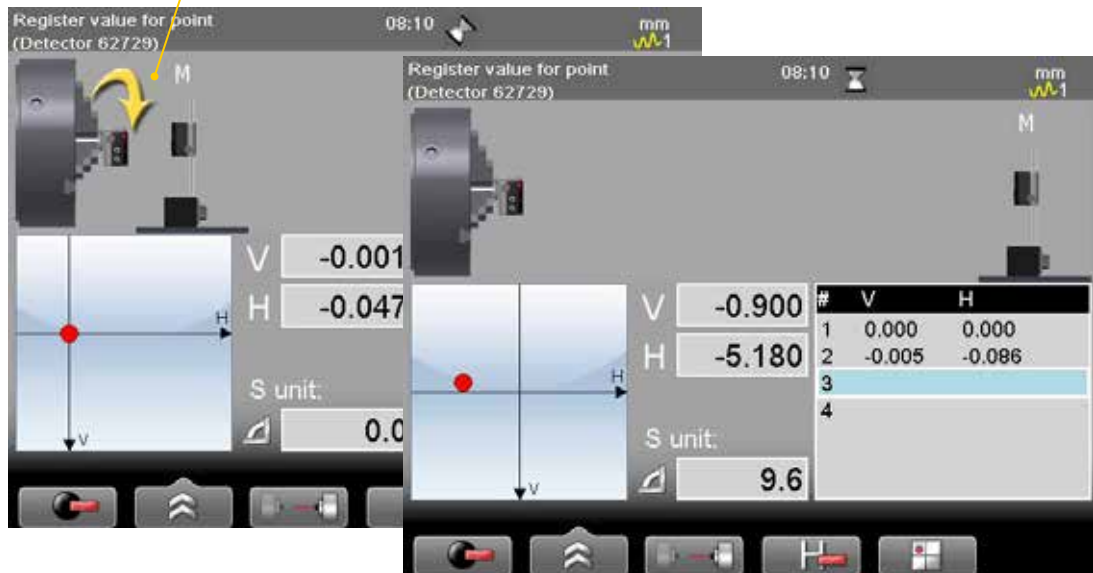 Register value for point
(Detector 62729)
08:10
mm
1
M
V
-0.001
H
-0.047
H
V
S unit:
0.0
Register value for point
(Detector 62729)
08:10
mm
1
M
V
-0.900
H
-5.180
H
V
S unit:
9.6
# V H
1 0.000 0.000
2 -0.005 -0.086
3
4